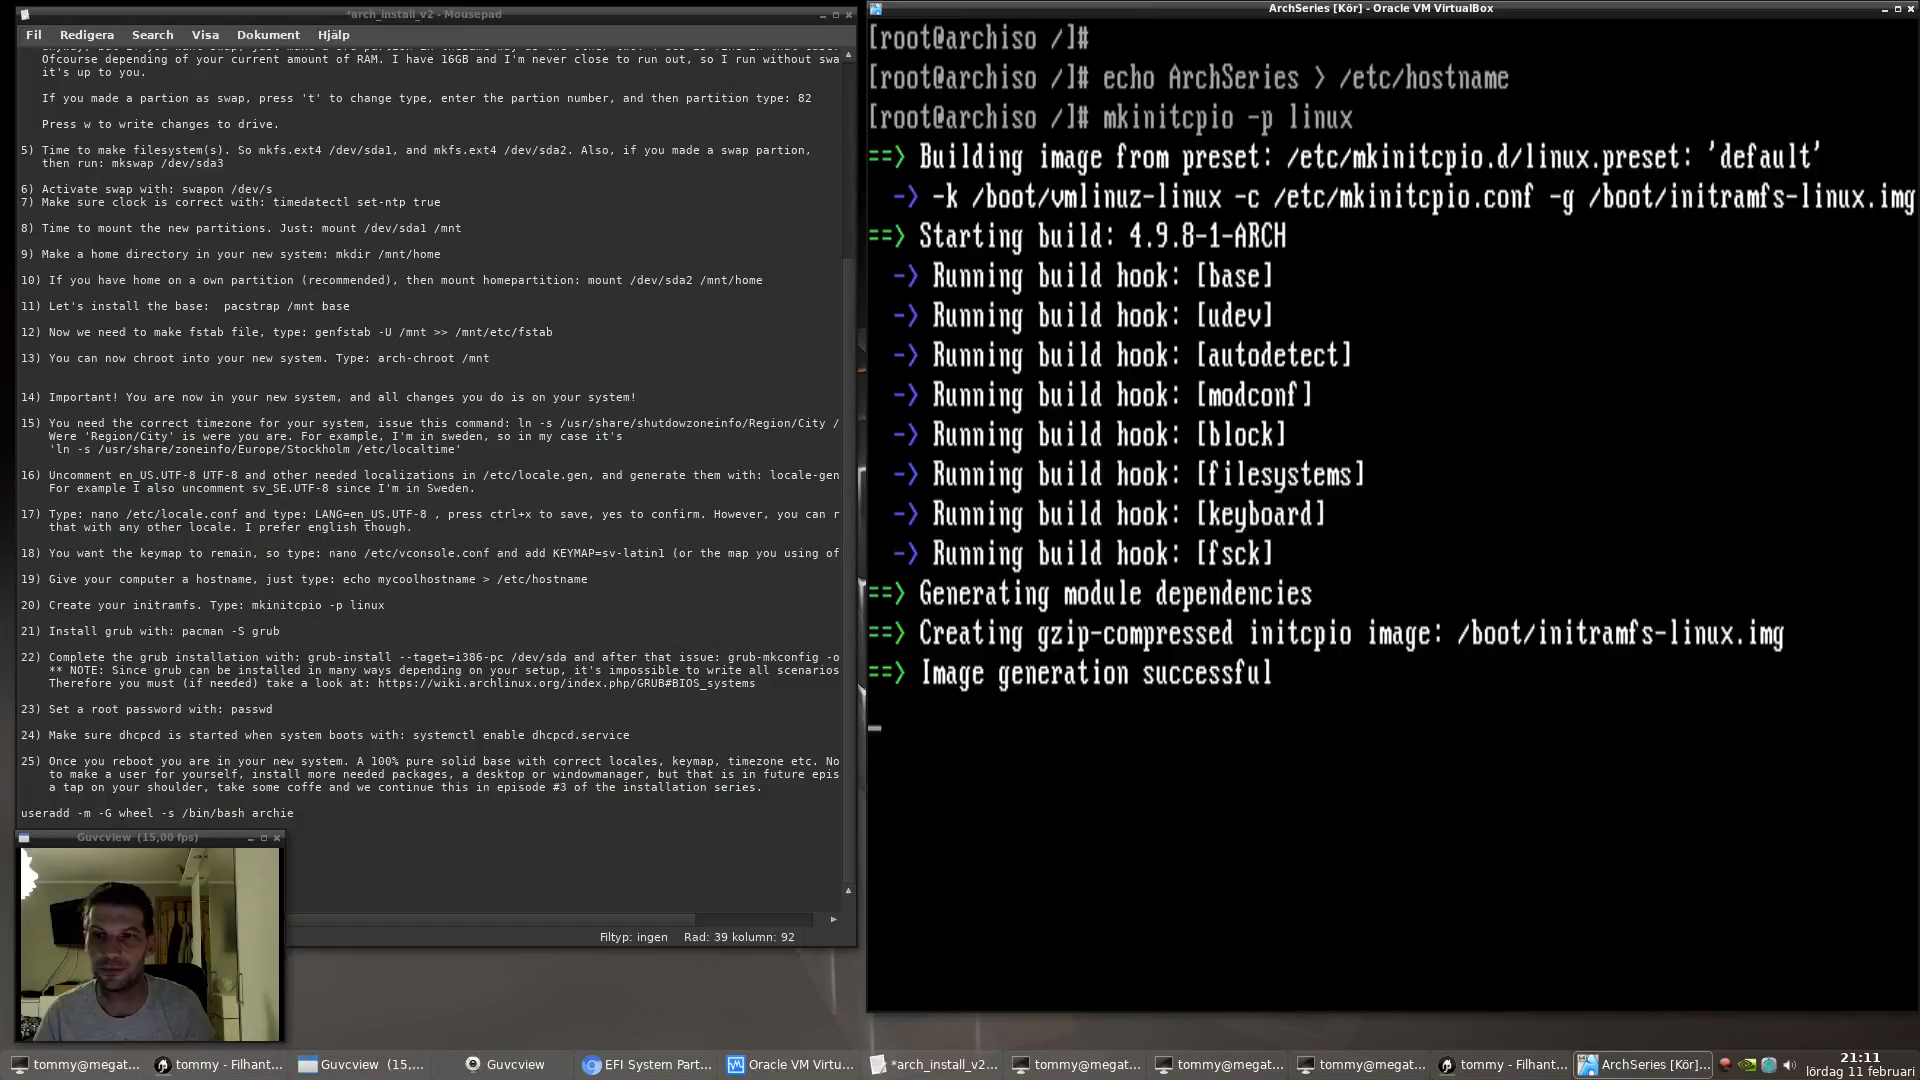 *arch_install_v2 - Mousepad
Fil Redigera Search Visa Dokument Hjälp
Ofcourse depending of your current amount of RAM. I have 16GB and I'm never close to run out, so I run without swa
it's up to you.
If you made a partion as swap, press 't' to change type, enter the partion number, and then partition type: 82
Press w to write changes to drive.
5) Time to make filesystem(s). So mkfs.ext4 /dev/sda1, and mkfs.ext4 /dev/sda2. Also, if you made a swap partion,
then run: mkswap /dev/sda3
6) Activate swap with: swapon /dev/s
7) Make sure clock is correct with: timedatectl set-ntp true
8) Time to mount the new partitions. Just: mount /dev/sda1 /mnt
9) Make a home directory in your new system: mkdir /mnt/home
10) If you have home on a own partition (recommended), then mount homepartition: mount /dev/sda2 /mnt/home
11) Let's install the base:  pacstrap /mnt base
12) Now we need to make fstab file, type: genfstab -U /mnt >> /mnt/etc/fstab
13) You can now chroot into your new system. Type: arch-chroot /mnt
14) Important! You are now in your new system, and all changes you do is on your system!
15) You need the correct timezone for your system, issue this command: ln -s /usr/share/shutdowzoneinfo/Region/City /
Were 'Region/City' is were you are. For example, I'm in sweden, so in my case it's
'ln -s /usr/share/zoneinfo/Europe/Stockholm /etc/localtime'
16) Uncomment en_US.UTF-8 UTF-8 and other needed localizations in /etc/locale.gen, and generate them with: locale-gen
For example I also uncomment sv_SE.UTF-8 since I'm in Sweden.
17) Type: nano /etc/locale.conf and type: LANG=en_US.UTF-8 , press ctrl+x to save, yes to confirm. However, you can r
that with any other locale. I prefer english though.
18) You want the keymap to remain, so type: nano /etc/vconsole.conf and add KEYMAP=sv-latin1 (or the map you using of
19) Give your computer a hostname, just type: echo mycoolhostname > /etc/hostname
20) Create your initramfs. Type: mkinitcpio -p linux
21) Install grub with: pacman -S grub
22) Complete the grub installation with: grub-install --taget=i386-pc /dev/sda and after that issue: grub-mkconfig -o
** NOTE: Since grub can be installed in many ways depending on your setup, it's impossible to write all scenarios
Therefore you must (if needed) take a look at: https://wiki.archlinux.org/index.php/GRUB#BIOS_systems
23) Set a root password with: passwd
24) Make sure dhcpcd is started when system boots with: systemctl enable dhcpcd.service
25) Once you reboot you are in your new system. A 100% pure solid base with correct locales, keymap, timezone etc. No
to make a user for yourself, install more needed packages, a desktop or windowmanager, but that is in future epis
a tap on your shoulder, take some coffe and we continue this in episode #3 of the installation series.
useradd -m -G wheel -s /bin/bash archie
Filtyp: ingen Rad: 39 kolumn: 92
Guvcview (15,00 fps)
ArchSeries [Kör] - Oracle VM VirtualBox
[root@archiso /]#
[root@archiso /]# echo ArchSeries > /etc/hostname
[root@archiso /]# mkinitcpio -p linux
==> Building image from preset: /etc/mkinitcpio.d/linux.preset: 'default'
-> -k /boot/vmlinuz-linux -c /etc/mkinitcpio.conf -g /boot/initramfs-linux.img
==> Starting build: 4.9.8-1-ARCH
-> Running build hook: [base]
-> Running build hook: [udev]
-> Running build hook: [autodetect]
-> Running build hook: [modconf]
-> Running build hook: [block]
-> Running build hook: [filesystems]
-> Running build hook: [keyboard]
-> Running build hook: [fsck]
==> Generating module dependencies
==> Creating gzip-compressed initcpio image: /boot/initramfs-linux.img
==> Image generation successful
tommy@megat... tommy - Filhant... Guvcview (15,... Guvcview EFI System Part... Oracle VM Virtu... *arch_install_v2... tommy@megat... tommy@megat... tommy@megat... tommy - Filhant... ArchSeries [Kör]... 21:11
lördag 11 februari